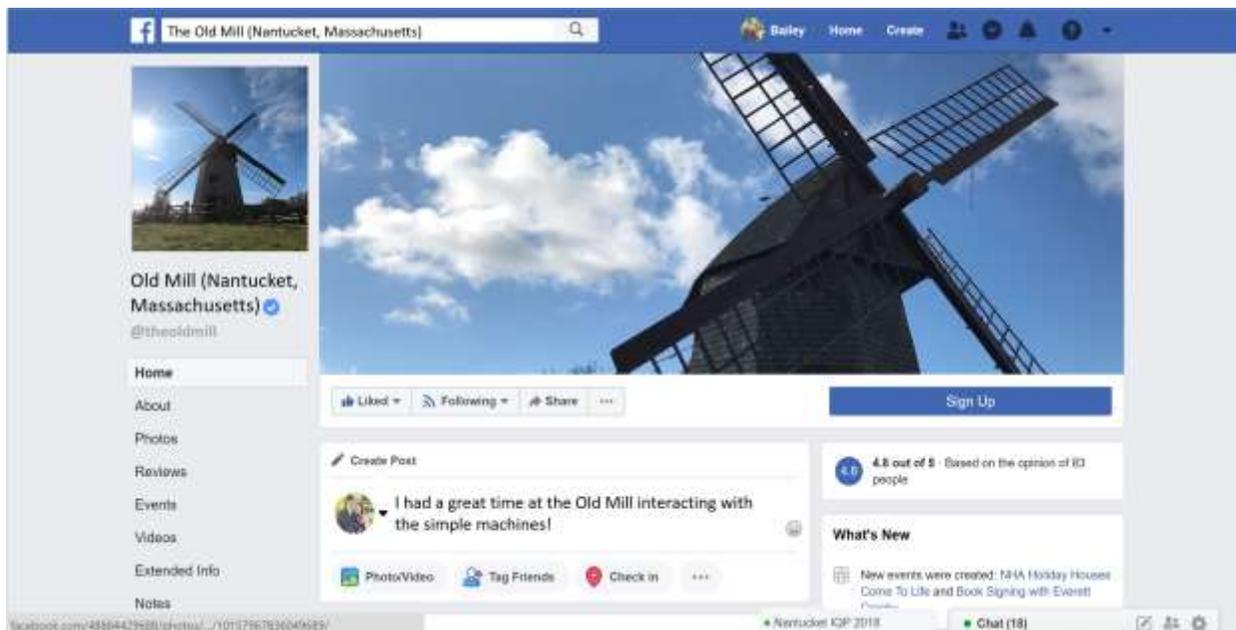 f The Old Mill (Nantucket, Massachusetts)
Bailey Home Create
Old Mill (Nantucket,
Massachusetts)
@theoldmill
Home
About
Photos
Reviews
Events
Videos
Extended Info
Notes
Liked Following Share ...
Sign Up
Create Post
I had a great time at the Old Mill interacting with
the simple machines!
Photo/Video Tag Friends Check in ...
4.8 4.8 out of 5 · Based on the opinion of 83
people
What's New
New events were created: NHA Holiday Houses
Come To Life and Book Signing with Everett
Nantucket IQP 2018
Chat (18)